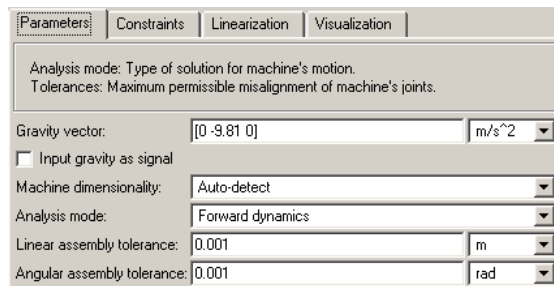 Parameters Constraints Linearization Visualization
Analysis mode: Type of solution for machine's motion.
Tolerances: Maximum permissible misalignment of machine's joints.
Gravity vector: [0 -9.81 0] m/s^2
Input gravity as signal
Machine dimensionality: Auto-detect
Analysis mode: Forward dynamics
Linear assembly tolerance: 0.001 m
Angular assembly tolerance: 0.001 rad